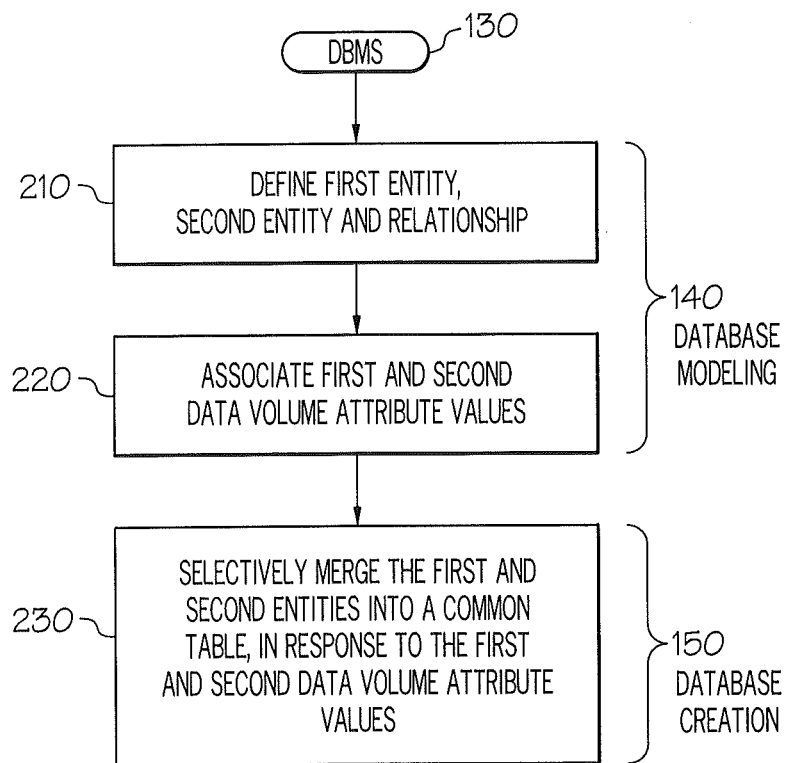 DBMS
130
210
DEFINE FIRST ENTITY,
SECOND ENTITY AND RELATIONSHIP
140
DATABASE
MODELING
220
ASSOCIATE FIRST AND SECOND
DATA VOLUME ATTRIBUTE VALUES
230
SELECTIVELY MERGE THE FIRST AND
SECOND ENTITIES INTO A COMMON
TABLE, IN RESPONSE TO THE FIRST
AND SECOND DATA VOLUME ATTRIBUTE
VALUES
150
DATABASE
CREATION